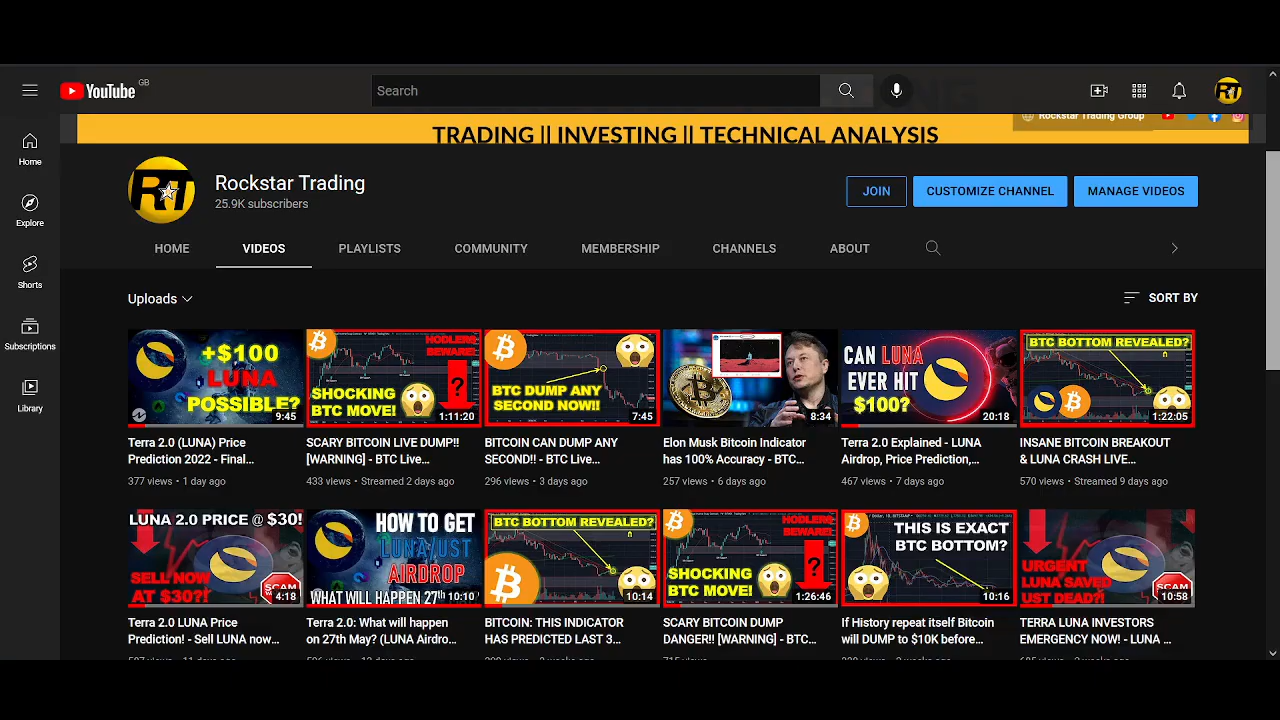 YouTube GB
Search
TRADING || INVESTING || TECHNICAL ANALYSIS
Rockstar Trading Group
Rockstar Trading
25.9K subscribers
JOIN
CUSTOMIZE CHANNEL
MANAGE VIDEOS
Home
Explore
Shorts
Subscriptions
Library
HOME
VIDEOS
PLAYLISTS
COMMUNITY
MEMBERSHIP
CHANNELS
ABOUT
Uploads
SORT BY
+$100
LUNA
POSSIBLE?
9:45
Terra 2.0 (LUNA) Price
Prediction 2022 - Final...
377 views • 1 day ago
HODLERS
BEWARE!
SHOCKING
BTC MOVE!
?
1:11:20
SCARY BITCOIN LIVE DUMP!!
[WARNING] - BTC Live...
433 views • Streamed 2 days ago
BTC DUMP ANY
SECOND NOW!!
7:45
BITCOIN CAN DUMP ANY
SECOND!! - BTC Live...
296 views • 3 days ago
8:34
Elon Musk Bitcoin Indicator
has 100% Accuracy - BTC...
257 views • 6 days ago
CAN LUNA
EVER HIT
$100?
20:18
Terra 2.0 Explained - LUNA
Airdrop, Price Prediction,...
467 views • 7 days ago
BTC BOTTOM REVEALED?
1:22:05
INSANE BITCOIN BREAKOUT
& LUNA CRASH LIVE...
570 views • Streamed 9 days ago
LUNA 2.0 PRICE @ $30!
SELL NOW
AT $30?!
SCAM
4:18
Terra 2.0 LUNA Price
Prediction! - Sell LUNA now...
HOW TO GET
LUNA/UST
AIRDROP
WHAT WILL HAPPEN 27th
10:10
Terra 2.0: What will happen
on 27th May? (LUNA Airdro...
BTC BOTTOM REVEALED?
10:14
BITCOIN: THIS INDICATOR
HAS PREDICTED LAST 3...
HODLERS
BEWARE!
SHOCKING
BTC MOVE!
?
1:26:46
SCARY BITCOIN DUMP
DANGER!! [WARNING] - BTC...
THIS IS EXACT
BTC BOTTOM?
10:16
If History repeat itself Bitcoin
will DUMP to $10K before...
URGENT
LUNA SAVED
UST DEAD?!
SCAM
10:58
TERRA LUNA INVESTORS
EMERGENCY NOW! - LUNA ...